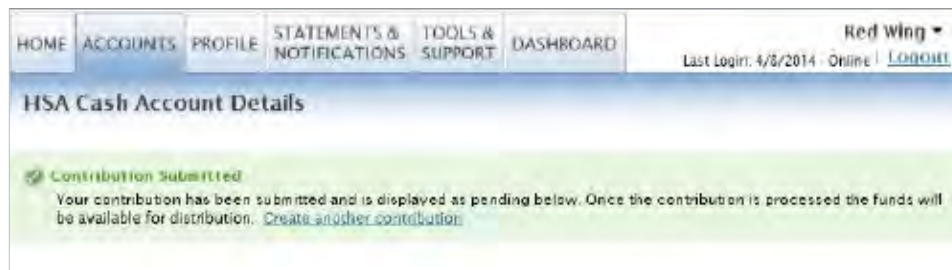 HOME ACCOUNTS PROFILE STATEMENTS & NOTIFICATIONS TOOLS & SUPPORT DASHBOARD
Red Wing
Last Login: 4/8/2014 - Online | Logout
HSA Cash Account Details
Contribution Submitted
Your contribution has been submitted and is displayed as pending below. Once the contribution is processed the funds will
be available for distribution. Create another contribution